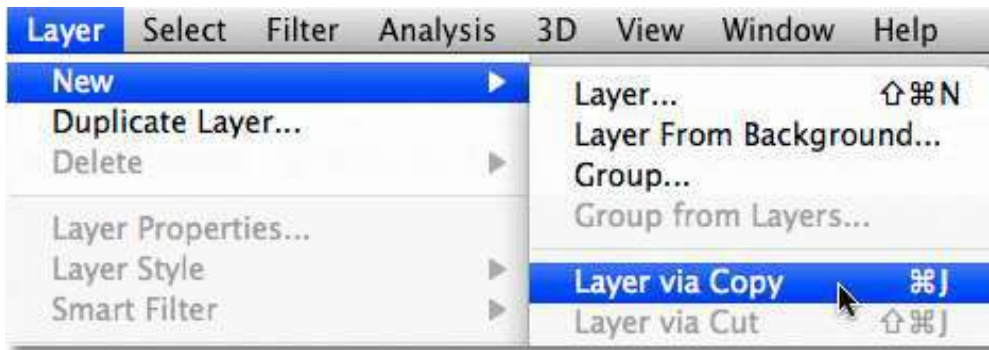 Layer Select Filter Analysis 3D View Window Help
New
Duplicate Layer...
Delete
Layer Properties...
Layer Style
Smart Filter
Layer... ⇧⌘N
Layer From Background...
Group...
Group from Layers...
Layer via Copy ⌘J
Layer via Cut ⇧⌘J